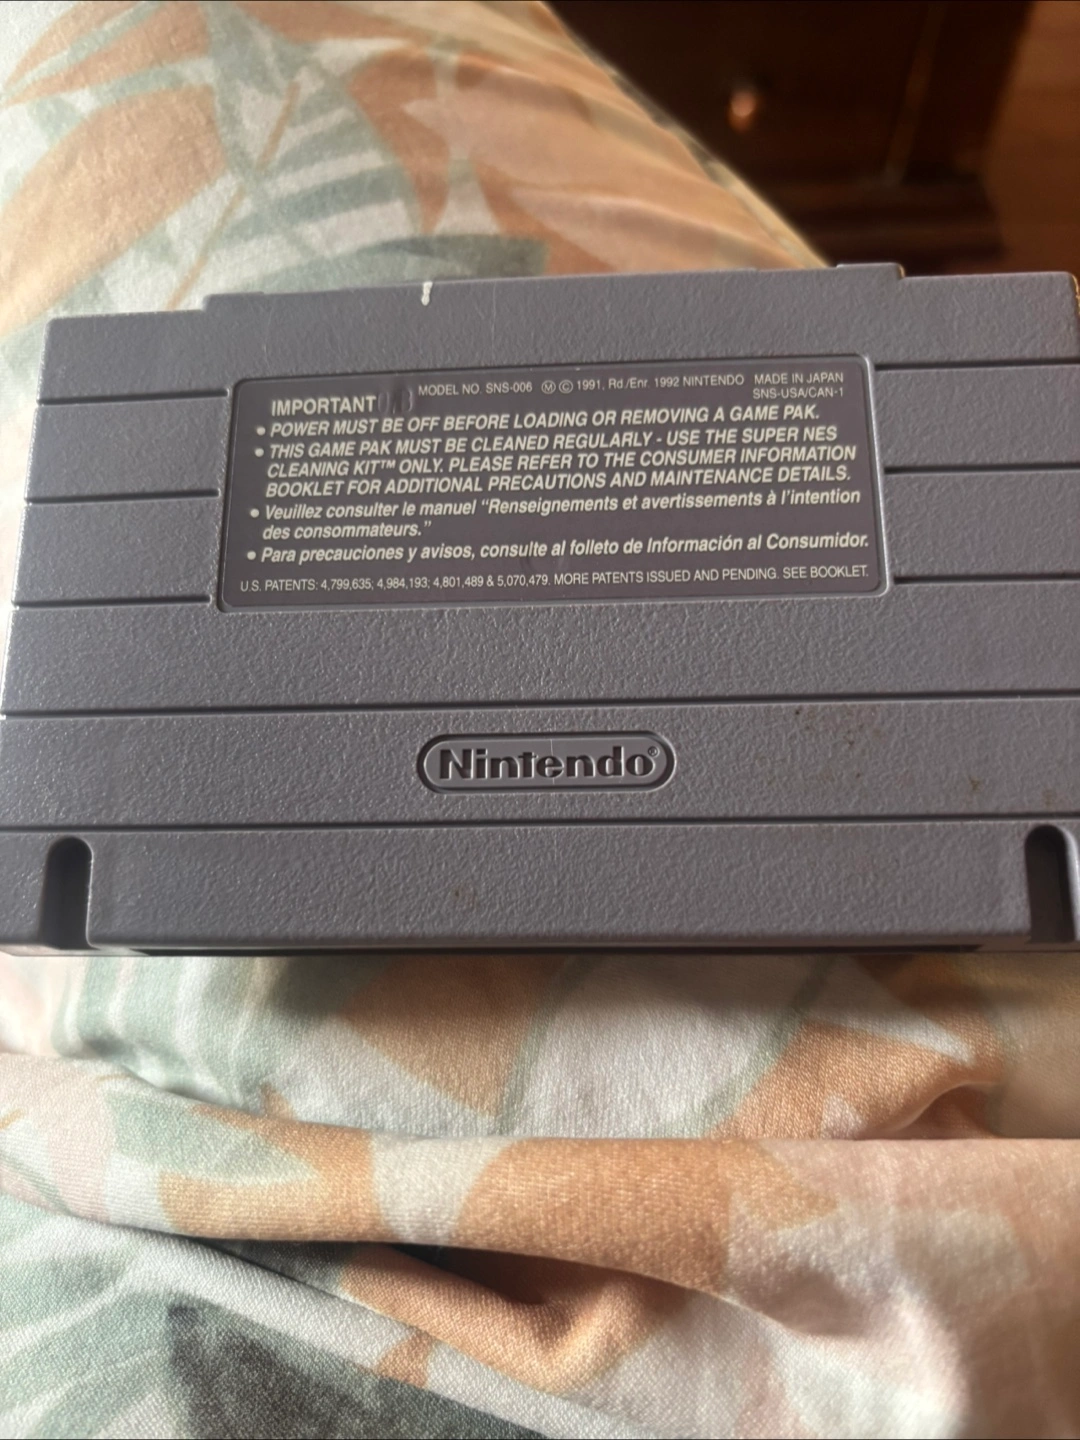 IMPORTANT MODEL NO. SNS-006 Ⓜ © 1991, Rd./Enr. 1992 NINTENDO MADE IN JAPAN
SNS-USA/CAN-1
• POWER MUST BE OFF BEFORE LOADING OR REMOVING A GAME PAK.
• THIS GAME PAK MUST BE CLEANED REGULARLY - USE THE SUPER NES
CLEANING KIT™ ONLY. PLEASE REFER TO THE CONSUMER INFORMATION
BOOKLET FOR ADDITIONAL PRECAUTIONS AND MAINTENANCE DETAILS.
• Veuillez consulter le manuel “Renseignements et avertissements à l’intention
des consommateurs.”
• Para precauciones y avisos, consulte al folleto de Información al Consumidor.
U.S. PATENTS: 4,799,635; 4,984,193; 4,801,489 & 5,070,479. MORE PATENTS ISSUED AND PENDING. SEE BOOKLET.
Nintendo®